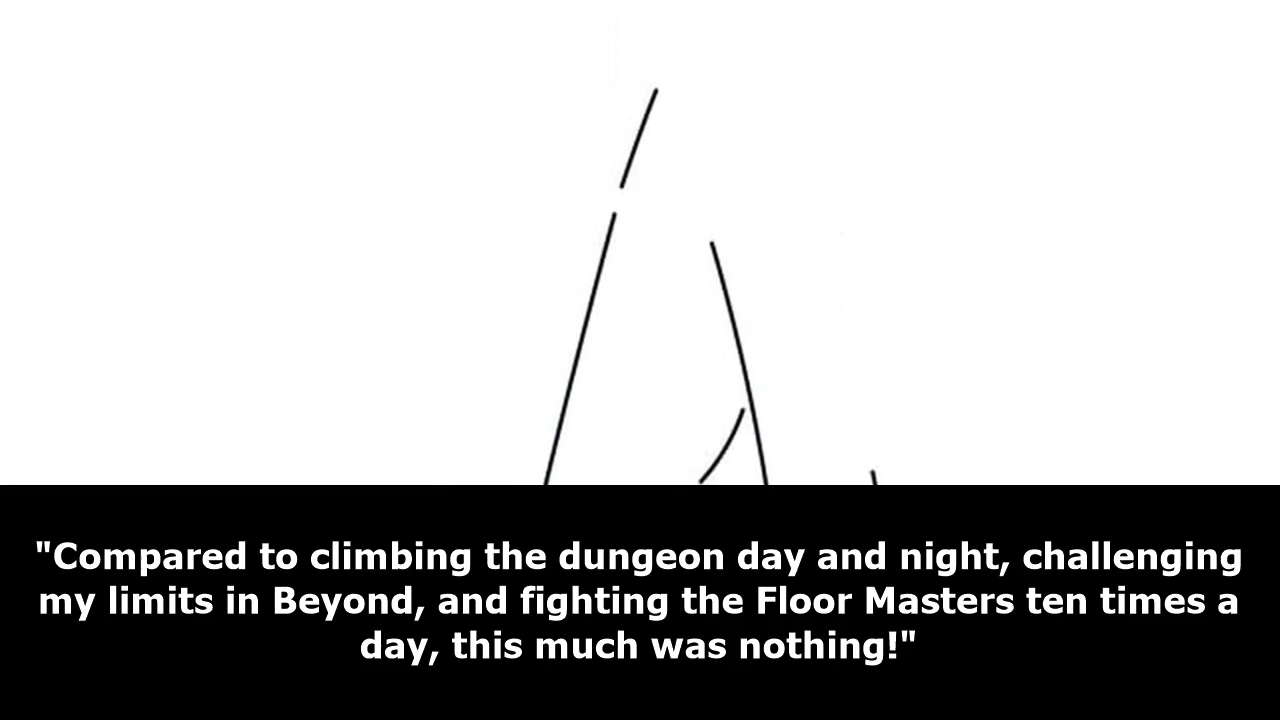 "Compared to climbing the dungeon day and night, challenging
my limits in Beyond, and fighting the Floor Masters ten times a
day, this much was nothing!"